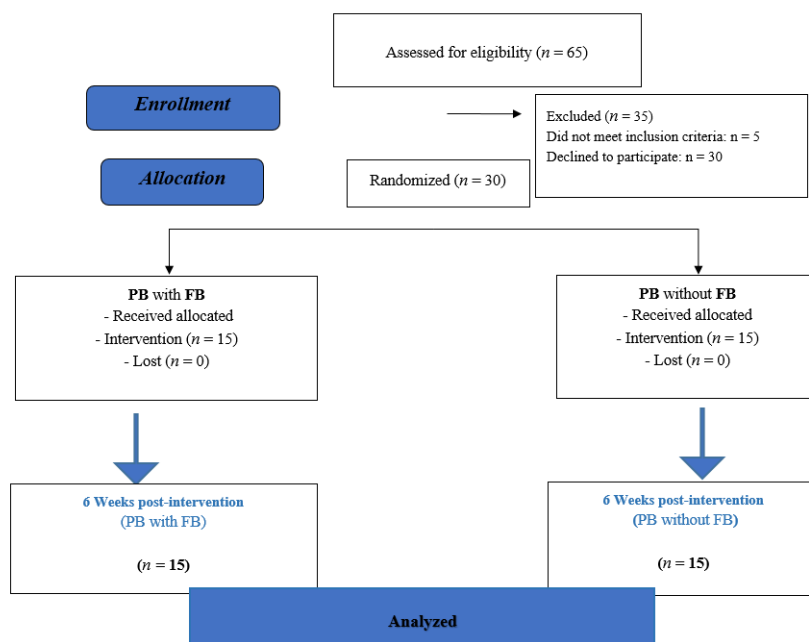 Assessed for eligibility (n = 65)
Enrollment
Excluded (n = 35)
Did not meet inclusion criteria: n = 5
Declined to participate: n = 30
Allocation
Randomized (n = 30)
PB with FB
- Received allocated
- Intervention (n = 15)
- Lost (n = 0)
PB without FB
- Received allocated
- Intervention (n = 15)
- Lost (n = 0)
6 Weeks post-intervention
(PB with FB)
(n = 15)
6 Weeks post-intervention
(PB without FB)
(n = 15)
Analyzed